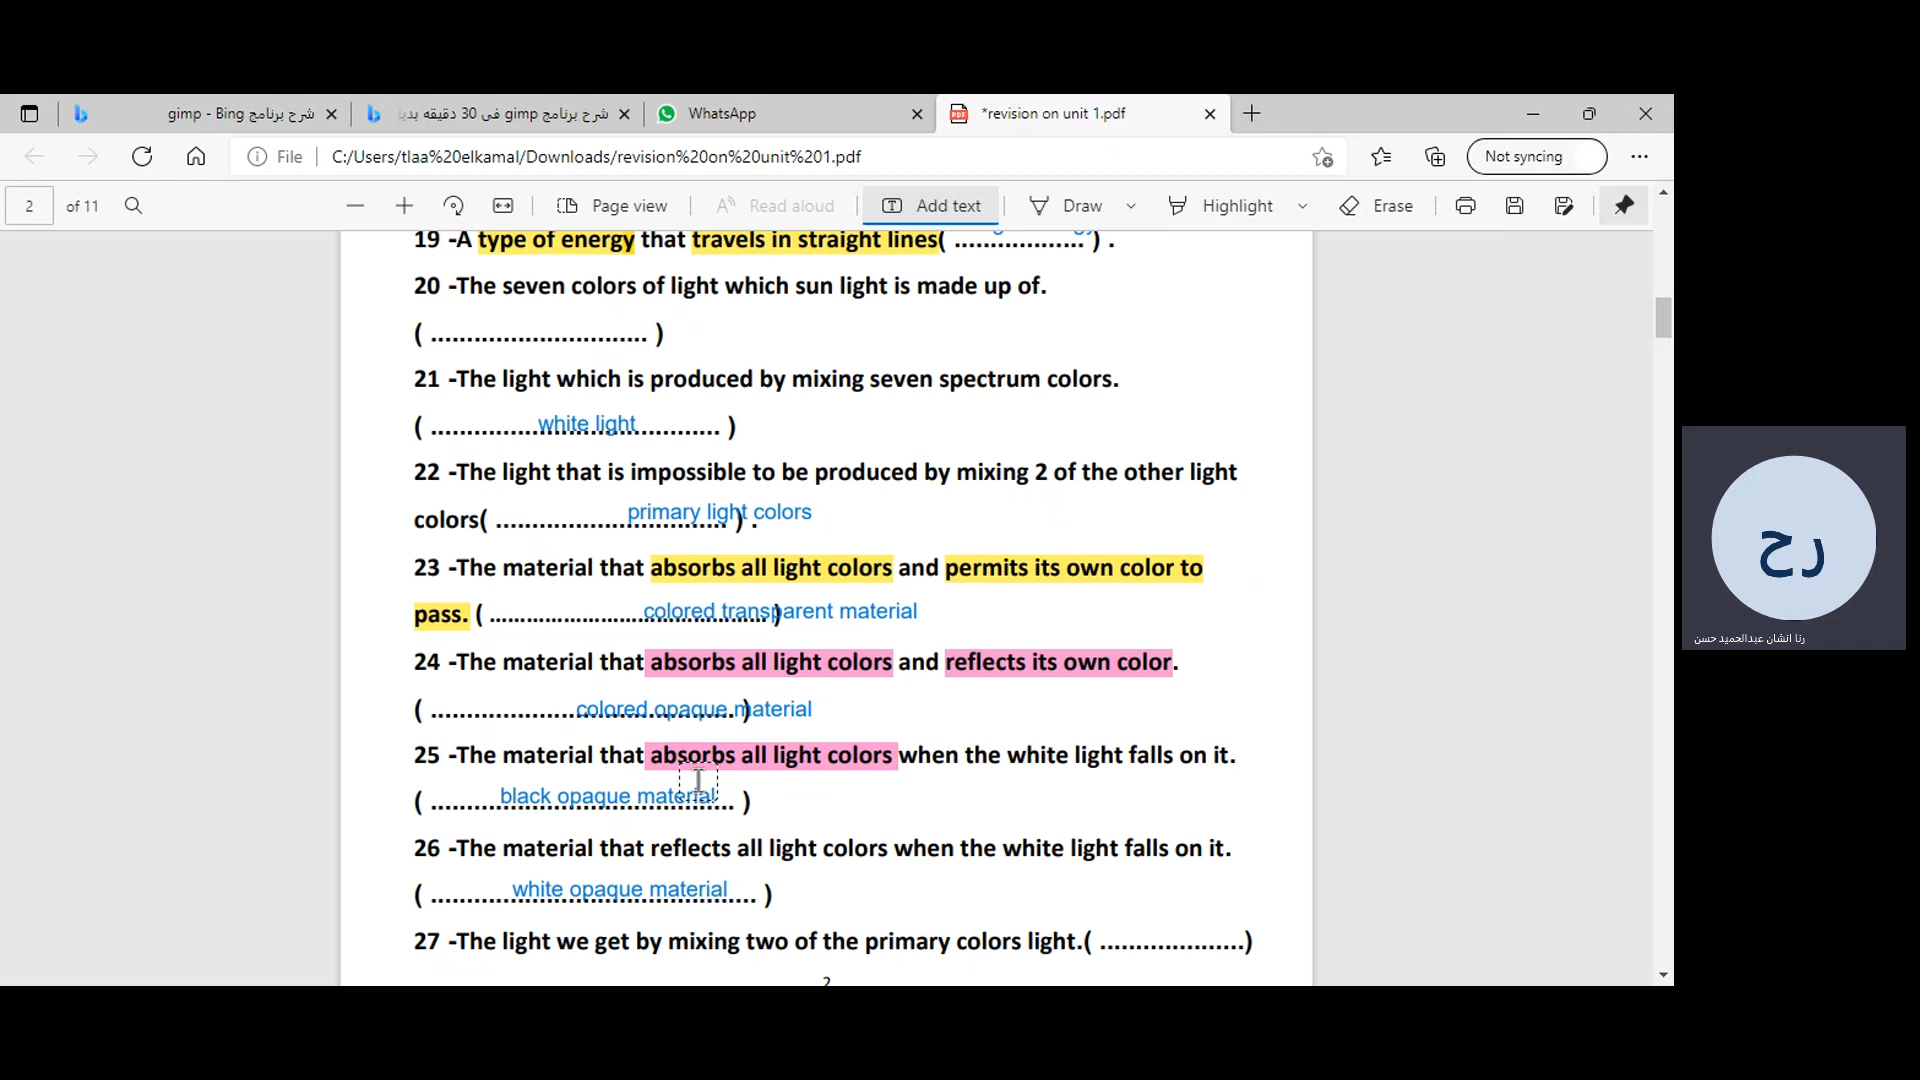 شرح برنامج gimp - Bing
شرح برنامج gimp فى 30 دقيقه بديا
WhatsApp
*revision on unit 1.pdf
File
C:/Users/tlaa%20elkamal/Downloads/revision%20on%20unit%201.pdf
Not syncing
2 of 11
Page view
Read aloud
Add text
Draw
Highlight
Erase
19 -A type of energy that travels in straight lines( .................. ) .
20 -The seven colors of light which sun light is made up of.
( .............................. )
21 -The light which is produced by mixing seven spectrum colors.
( ........................................ )
white light
22 -The light that is impossible to be produced by mixing 2 of the other light
colors( ................................ ) .
primary light colors
23 -The material that absorbs all light colors and permits its own color to
pass. ( ............................................. )
colored transparent material
24 -The material that absorbs all light colors and reflects its own color.
( .......................................... )
colored opaque material
25 -The material that absorbs all light colors when the white light falls on it.
( .......................................... )
black opaque material
26 -The material that reflects all light colors when the white light falls on it.
( ............................................. )
white opaque material
27 -The light we get by mixing two of the primary colors light.( ....................)
2
رح
رنا انشان عبدالحميد حسن